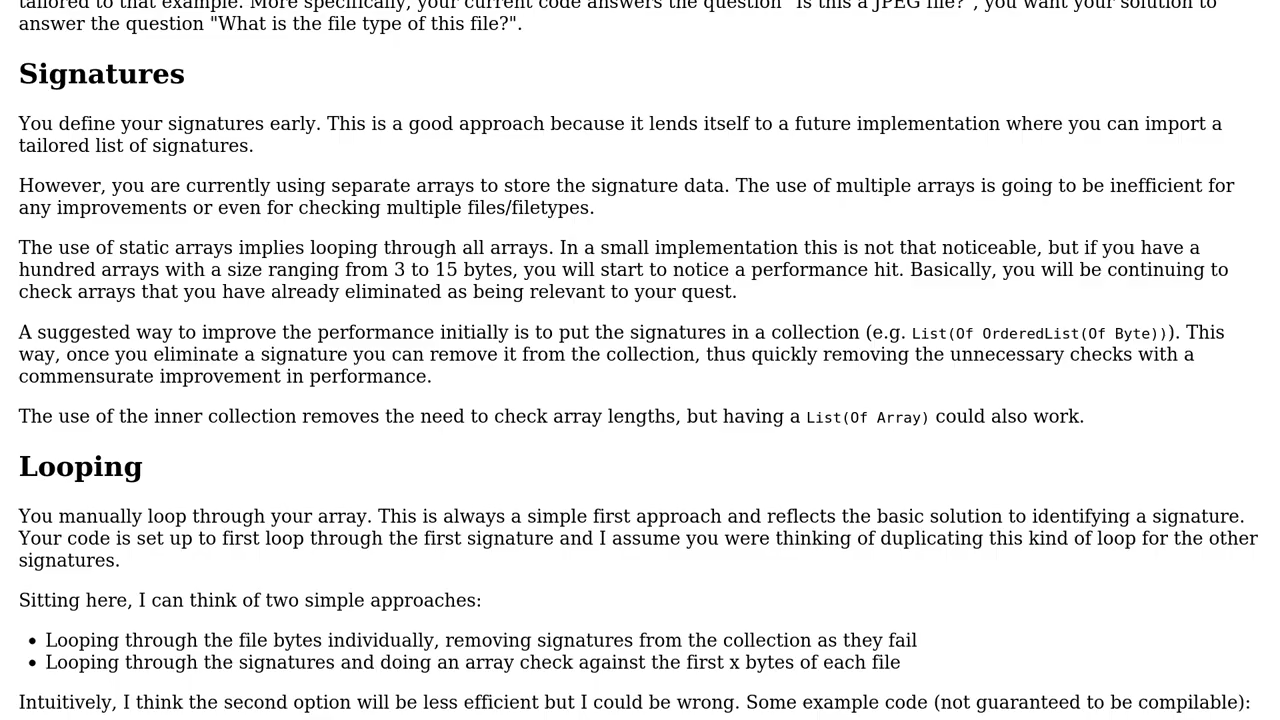 tailored to that example. More specifically, your current code answers the question "Is this a JPEG file?", you want your solution to
answer the question "What is the file type of this file?".
Signatures
You define your signatures early. This is a good approach because it lends itself to a future implementation where you can import a
tailored list of signatures.
However, you are currently using separate arrays to store the signature data. The use of multiple arrays is going to be inefficient for
any improvements or even for checking multiple files/filetypes.
The use of static arrays implies looping through all arrays. In a small implementation this is not that noticeable, but if you have a
hundred arrays with a size ranging from 3 to 15 bytes, you will start to notice a performance hit. Basically, you will be continuing to
check arrays that you have already eliminated as being relevant to your quest.
A suggested way to improve the performance initially is to put the signatures in a collection (e.g. List(Of OrderedList(Of Byte))). This
way, once you eliminate a signature you can remove it from the collection, thus quickly removing the unnecessary checks with a
commensurate improvement in performance.
The use of the inner collection removes the need to check array lengths, but having a List(Of Array) could also work.
Looping
You manually loop through your array. This is always a simple first approach and reflects the basic solution to identifying a signature.
Your code is set up to first loop through the first signature and I assume you were thinking of duplicating this kind of loop for the other
signatures.
Sitting here, I can think of two simple approaches:
• Looping through the file bytes individually, removing signatures from the collection as they fail
• Looping through the signatures and doing an array check against the first x bytes of each file
Intuitively, I think the second option will be less efficient but I could be wrong. Some example code (not guaranteed to be compilable):